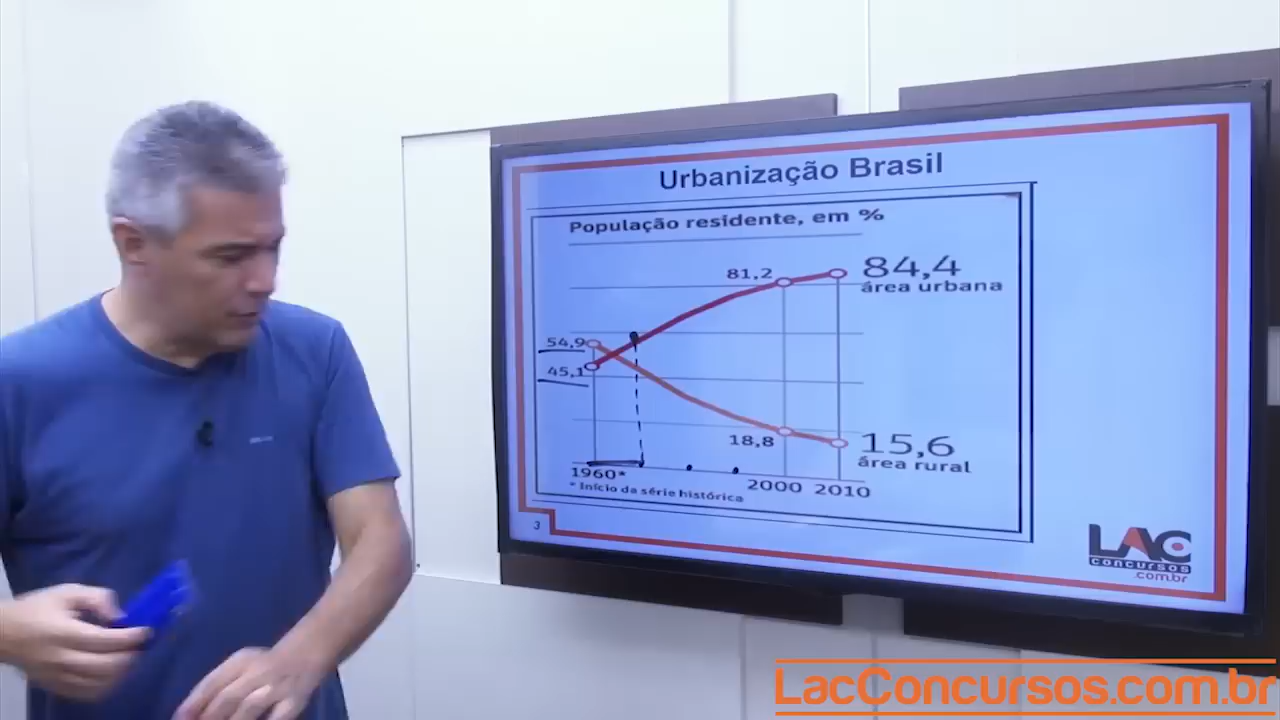 Urbanização Brasil
População residente, em %
81,2
84,4
área urbana
54,9
45,1
18,8
15,6
área rural
1960*
2000 2010
* Início da série histórica
3
LAC
concursos
.com.br
LacConcursos.com.br